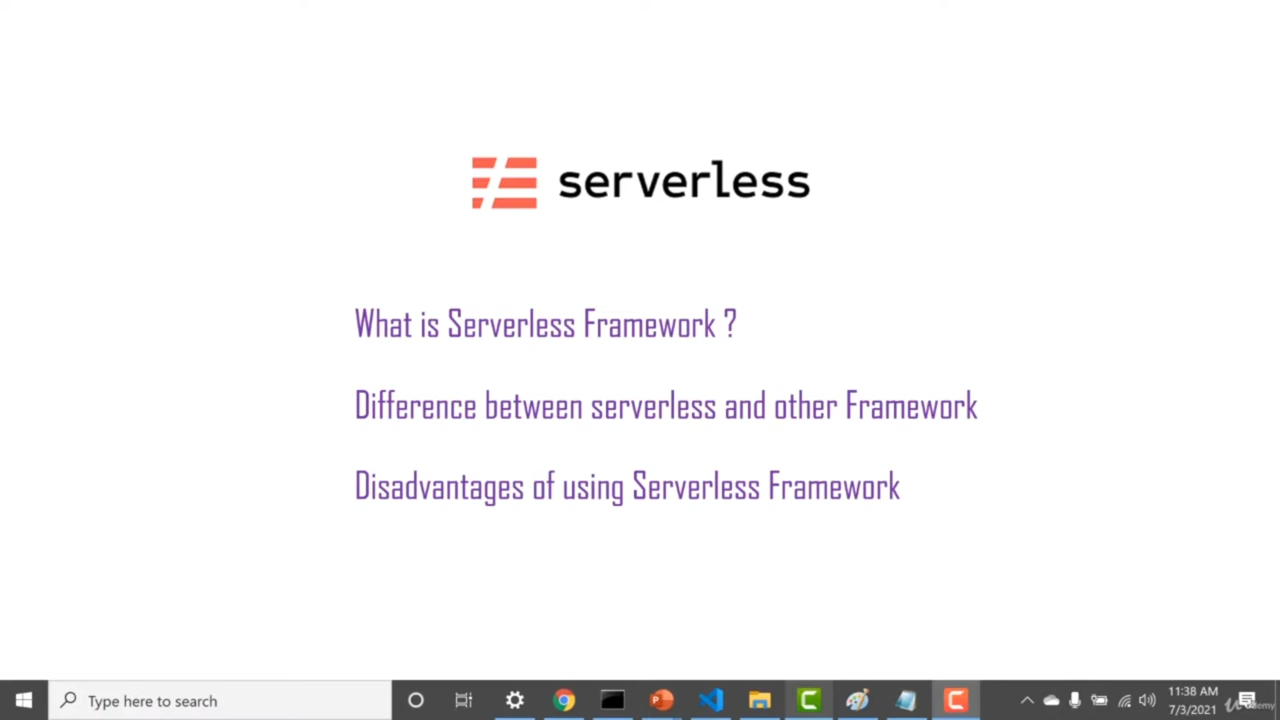 serverless
What is Serverless Framework ?
Difference between serverless and other Framework
Disadvantages of using Serverless Framework
Type here to search
11:38 AM
7/3/2021
Udemy